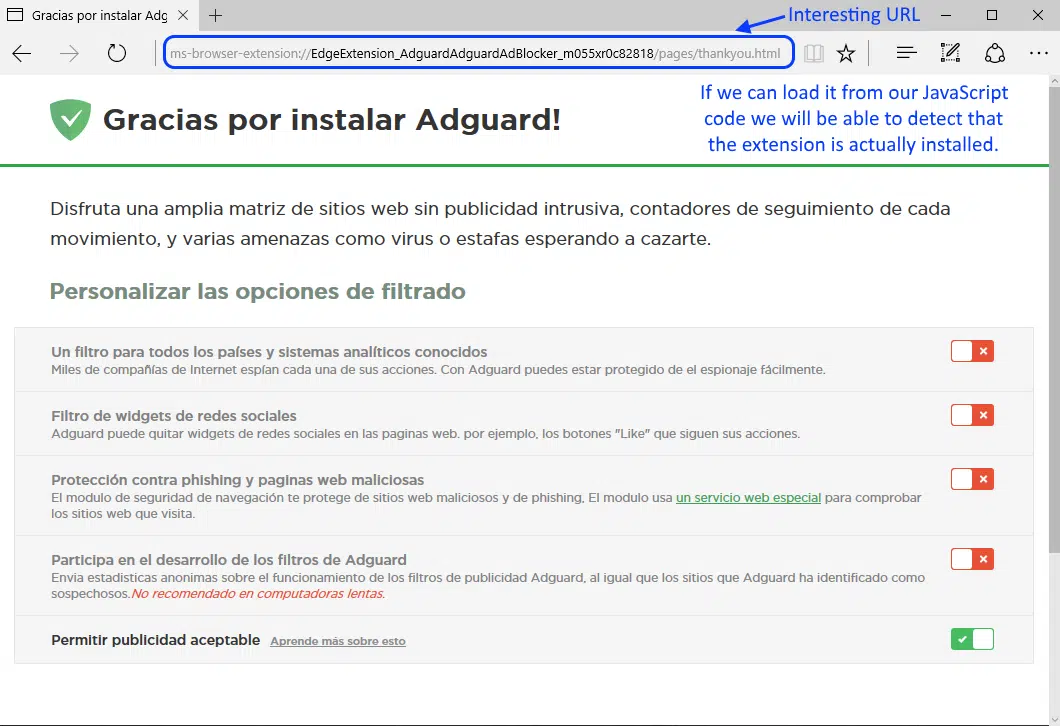 Gracias por instalar Adg
Interesting URL
ms-browser-extension://EdgeExtension_AdguardAdguardAdBlocker_m055xr0c82818/pages/thankyou.html
If we can load it from our JavaScript
code we will be able to detect that
the extension is actually installed.
Gracias por instalar Adguard!
Disfruta una amplia matriz de sitios web sin publicidad intrusiva, contadores de seguimiento de cada
movimiento, y varias amenazas como virus o estafas esperando a cazarte.
Personalizar las opciones de filtrado
Un filtro para todos los países y sistemas analíticos conocidos
Miles de compañías de Internet espían cada una de sus acciones. Con Adguard puedes estar protegido de el espionaje fácilmente.
Filtro de widgets de redes sociales
Adguard puede quitar widgets de redes sociales en las paginas web. por ejemplo, los botones "Like" que siguen sus acciones.
Protección contra phishing y paginas web maliciosas
El modulo de seguridad de navegación te protege de sitios web maliciosos y de phishing, El modulo usa un servicio web especial para comprobar
los sitios web que visita.
Participa en el desarrollo de los filtros de Adguard
Envia estadisticas anonimas sobre el funcionamiento de los filtros de publicidad Adguard, al igual que los sitios que Adguard ha identificado como
sospechosos.No recomendado en computadoras lentas.
Permitir publicidad aceptable Aprende más sobre esto